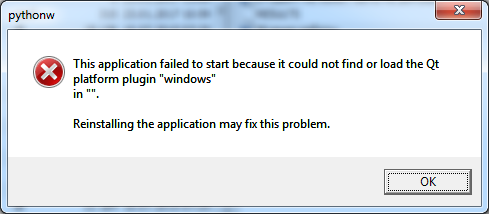 pythonw
This application failed to start because it could not find or load the Qt
platform plugin "windows"
in "".
Reinstalling the application may fix this problem.
OK